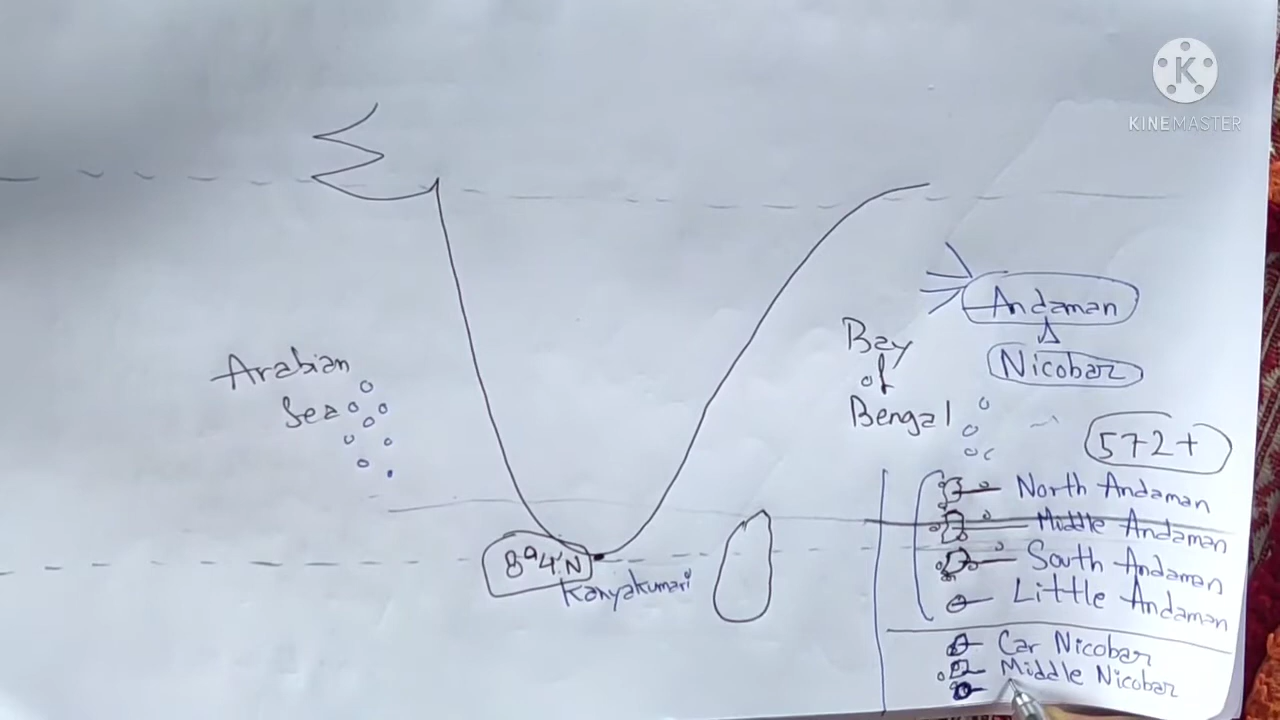 KINEMASTER
Andaman
Nicobar
Bay
of
Bengal
Arabian
Sea
572+
North Andaman
Middle Andaman
South Andaman
Little Andaman
8°4'N
Kanyakumari
Car Nicobar
Middle Nicobar